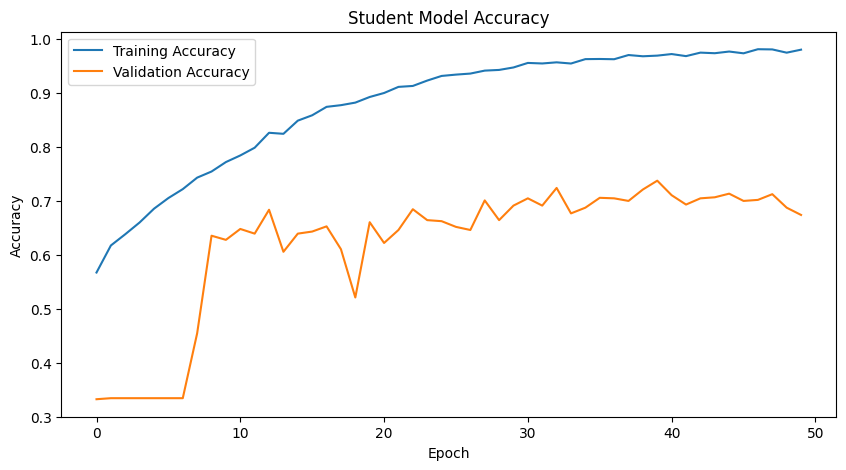 Student Model Accuracy
Training Accuracy
Validation Accuracy
Accuracy
1.0
0.9
0.8
0.7
0.6
0.5
0.4
0.3
0 10 20 30 40 50
Epoch